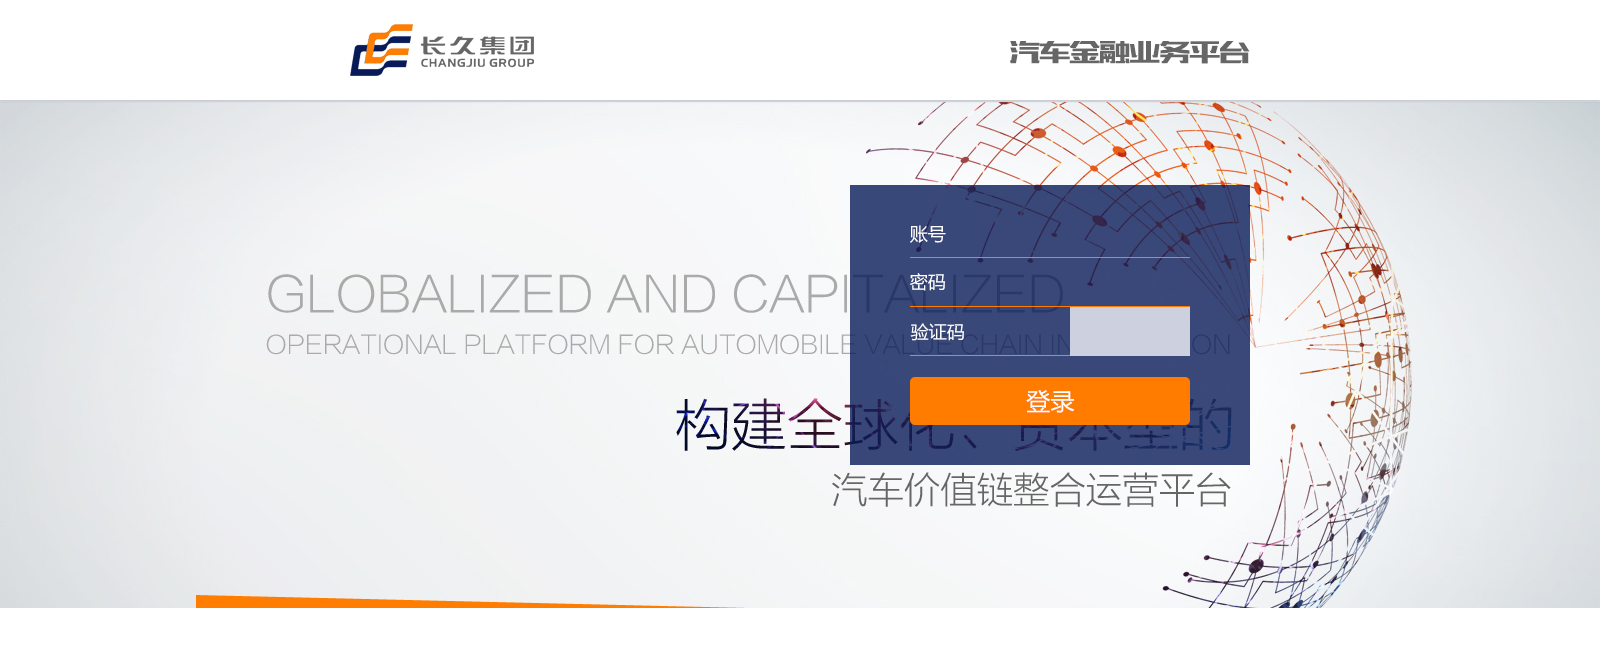 长久集团
CHANGJIU GROUP
汽车金融业务平台
GLOBALIZED AND CAPITALIZED
OPERATIONAL PLATFORM FOR AUTOMOBILE VALUE CHAIN IN ON
账号
密码
验证码
登录
构建全球化、资本型的
汽车价值链整合运营平台